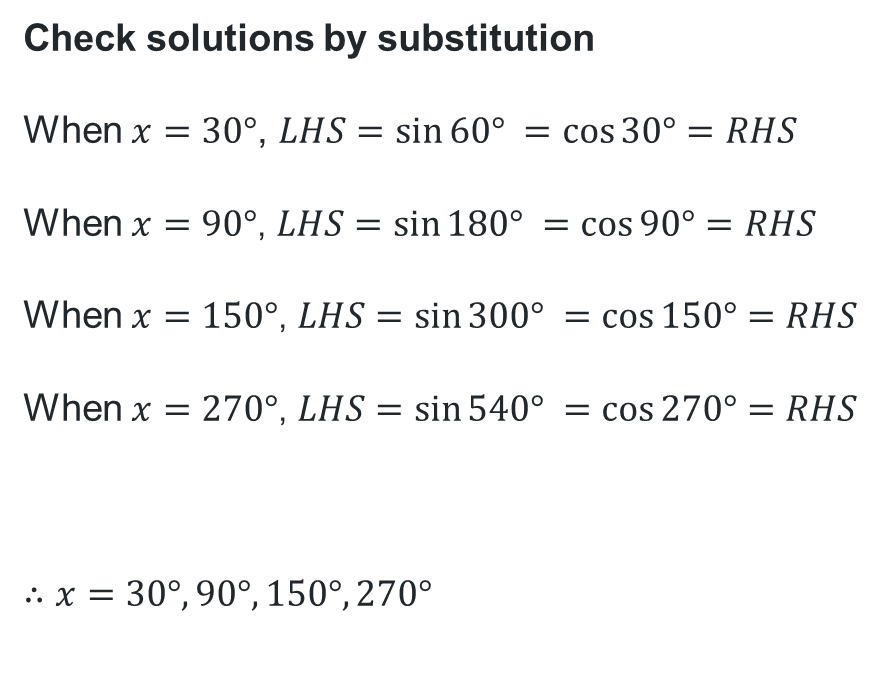 Check solutions by substitution
When x = 30°, LHS = sin 60° = cos 30° = RHS
When x = 90°, LHS = sin 180° = cos 90° = RHS
When x = 150°, LHS = sin 300° = cos 150° = RHS
When x = 270°, LHS = sin 540° = cos 270° = RHS
∴ x = 30°, 90°, 150°, 270°